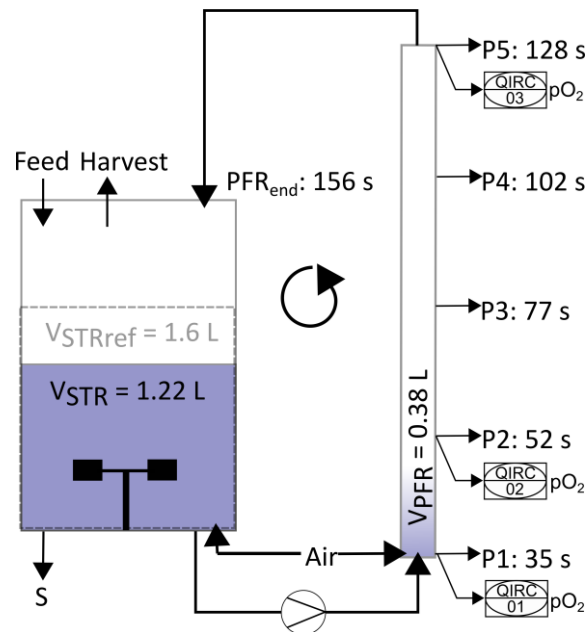 P5: 128 s
QIRC
03
pO₂
Feed Harvest
PFRend: 156 s
P4: 102 s
P3: 77 s
VSTRref = 1.6 L
VSTR = 1.22 L
VPFR = 0.38 L
P2: 52 s
QIRC
02
pO₂
Air
P1: 35 s
S
QIRC
01
pO₂